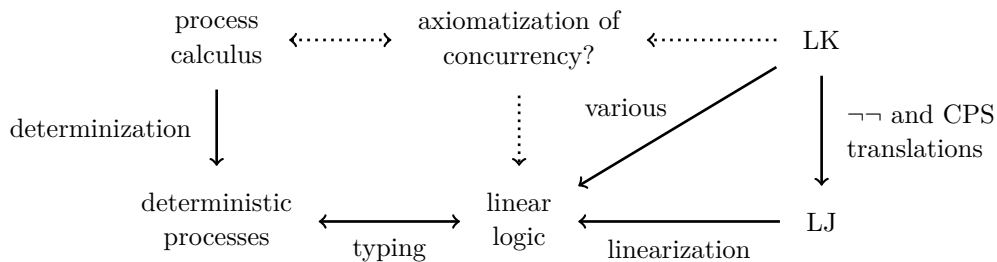 process
calculus
axiomatization of
concurrency?
LK
determinization
various
¬¬ and CPS
translations
deterministic
processes
typing
linear
logic
linearization
LJ